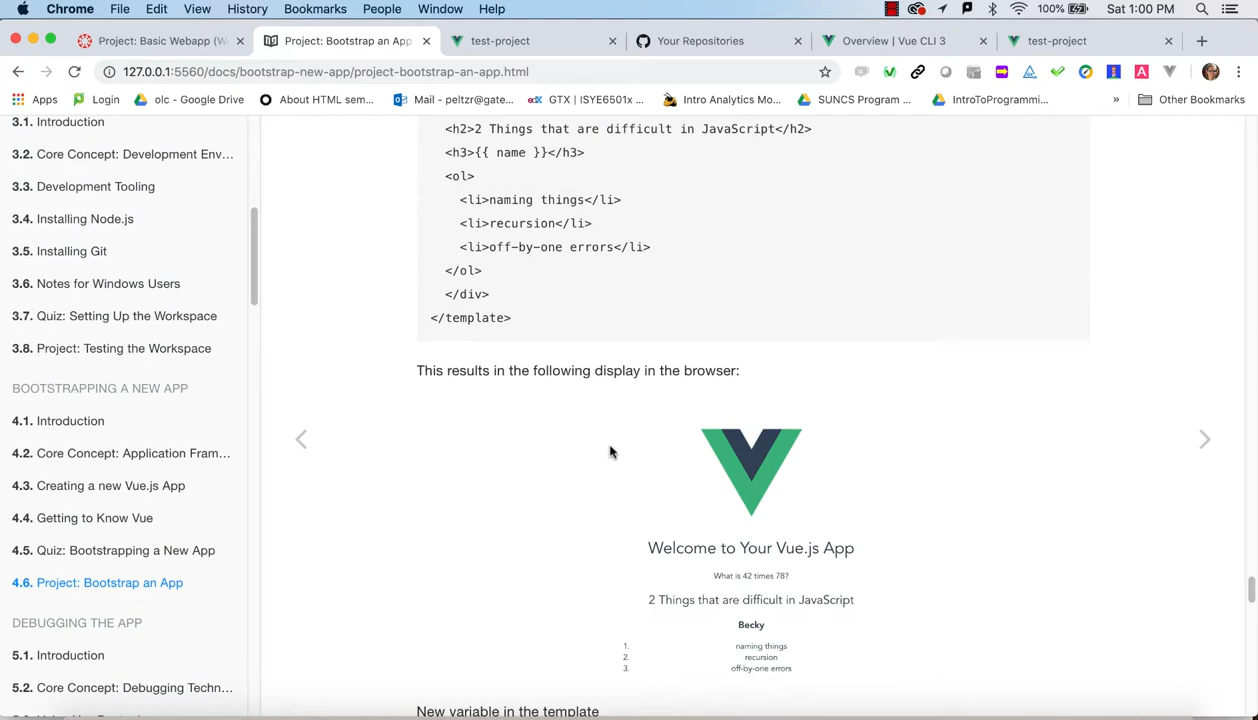 Chrome File Edit View History Bookmarks People Window Help 100% Sat 1:00 PM
Project: Basic Webapp (W
Project: Bootstrap an App
test-project
Your Repositories
Overview | Vue CLI 3
test-project
127.0.0.1:5560/docs/bootstrap-new-app/project-bootstrap-an-app.html
Apps Login olc - Google Drive About HTML sem... Mail - peltzr@gate... GTX | ISYE6501x ... Intro Analytics Mo... SUNCS Program ... IntroToProgrammi... » Other Bookmarks
3.1. Introduction
3.2. Core Concept: Development Env...
3.3. Development Tooling
3.4. Installing Node.js
3.5. Installing Git
3.6. Notes for Windows Users
3.7. Quiz: Setting Up the Workspace
3.8. Project: Testing the Workspace
BOOTSTRAPPING A NEW APP
4.1. Introduction
4.2. Core Concept: Application Fram...
4.3. Creating a new Vue.js App
4.4. Getting to Know Vue
4.5. Quiz: Bootstrapping a New App
4.6. Project: Bootstrap an App
DEBUGGING THE APP
5.1. Introduction
5.2. Core Concept: Debugging Techn...
<h2>2 Things that are difficult in JavaScript</h2>
<h3>{{ name }}</h3>
<ol>
<li>naming things</li>
<li>recursion</li>
<li>off-by-one errors</li>
</ol>
</div>
</template>
This results in the following display in the browser:
Welcome to Your Vue.js App
What is 42 times 78?
2 Things that are difficult in JavaScript
Becky
1. naming things
2. recursion
3. off-by-one errors
New variable in the template